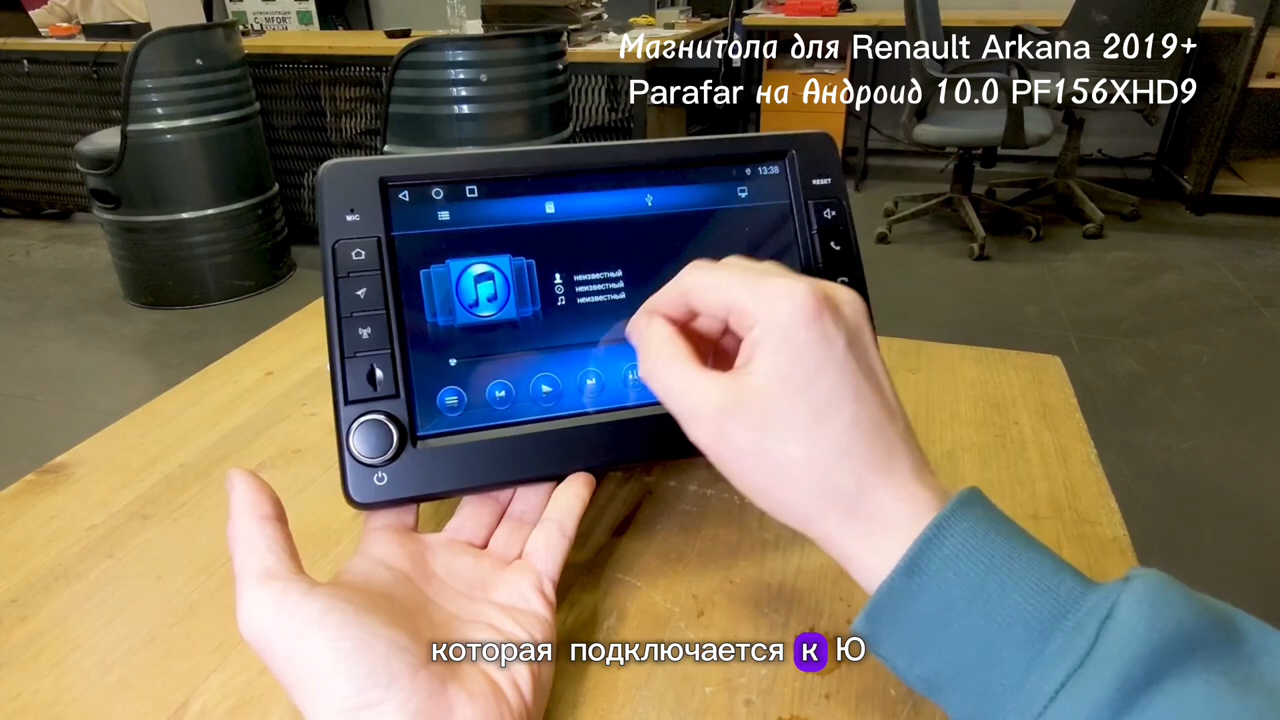 COMFORT
Магнитола для Renault Arkana 2019+
Parafar на Андроид 10.0 PF156XHD9
13:38
RESET
MIC
неизвестный
неизвестный
неизвестный
которая подключается к Ю